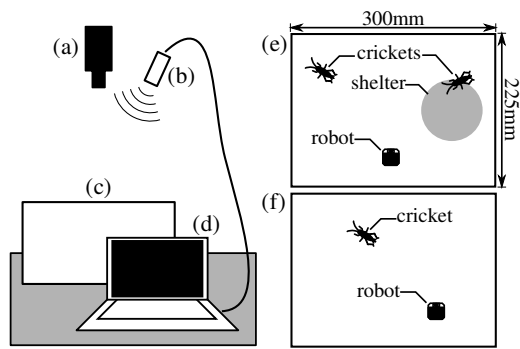 (a)
(b)
(c)
(d)
300mm
(e)
crickets
shelter
225mm
robot
(f)
cricket
robot